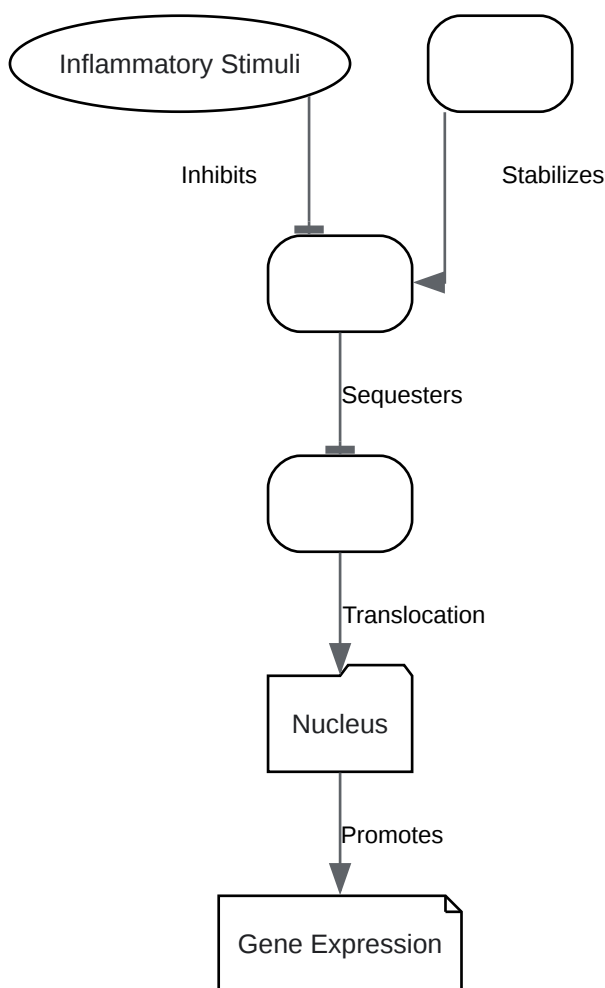 Inflammatory Stimuli
Inhibits
Stabilizes
Sequesters
Translocation
Nucleus
Promotes
Gene Expression